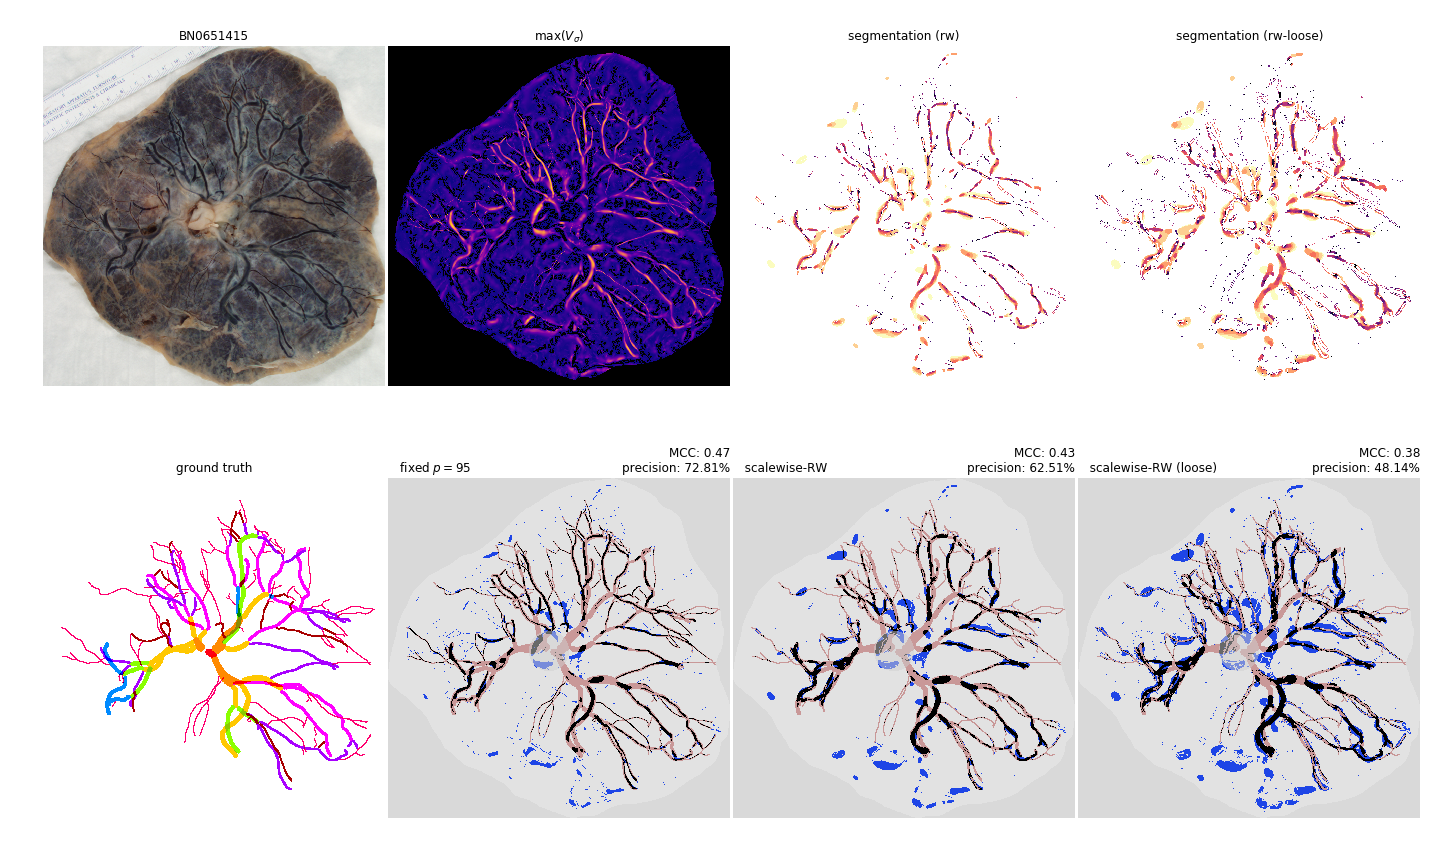 BN0651415
max(Vσ)
segmentation (rw)
segmentation (rw-loose)
ground truth
fixed p = 95
MCC: 0.47
precision: 72.81%
scalewise-RW
MCC: 0.43
precision: 62.51%
scalewise-RW (loose)
MCC: 0.38
precision: 48.14%